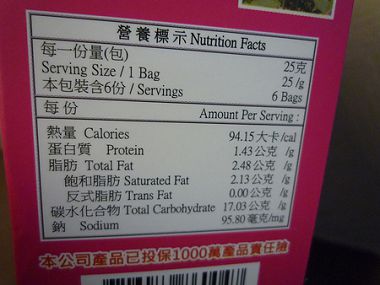 營養標示 Nutrition Facts
每一份量(包) 25克
Serving Size / 1 Bag 25 /g
本包裝含6份 / Servings 6 Bags
每 份 Amount Per Serving :
熱量 Calories 94.15 大卡 /cal
蛋白質 Protein 1.43 公克 /g
脂肪 Total Fat 2.48 公克 /g
飽和脂肪 Saturated Fat 2.13 公克 /g
反式脂肪 Trans Fat 0.00 公克 /g
碳水化合物 Total Carbohydrate 17.03 公克 /g
鈉 Sodium 95.80 毫克/mg
本公司產品已投保1000萬產品責任險